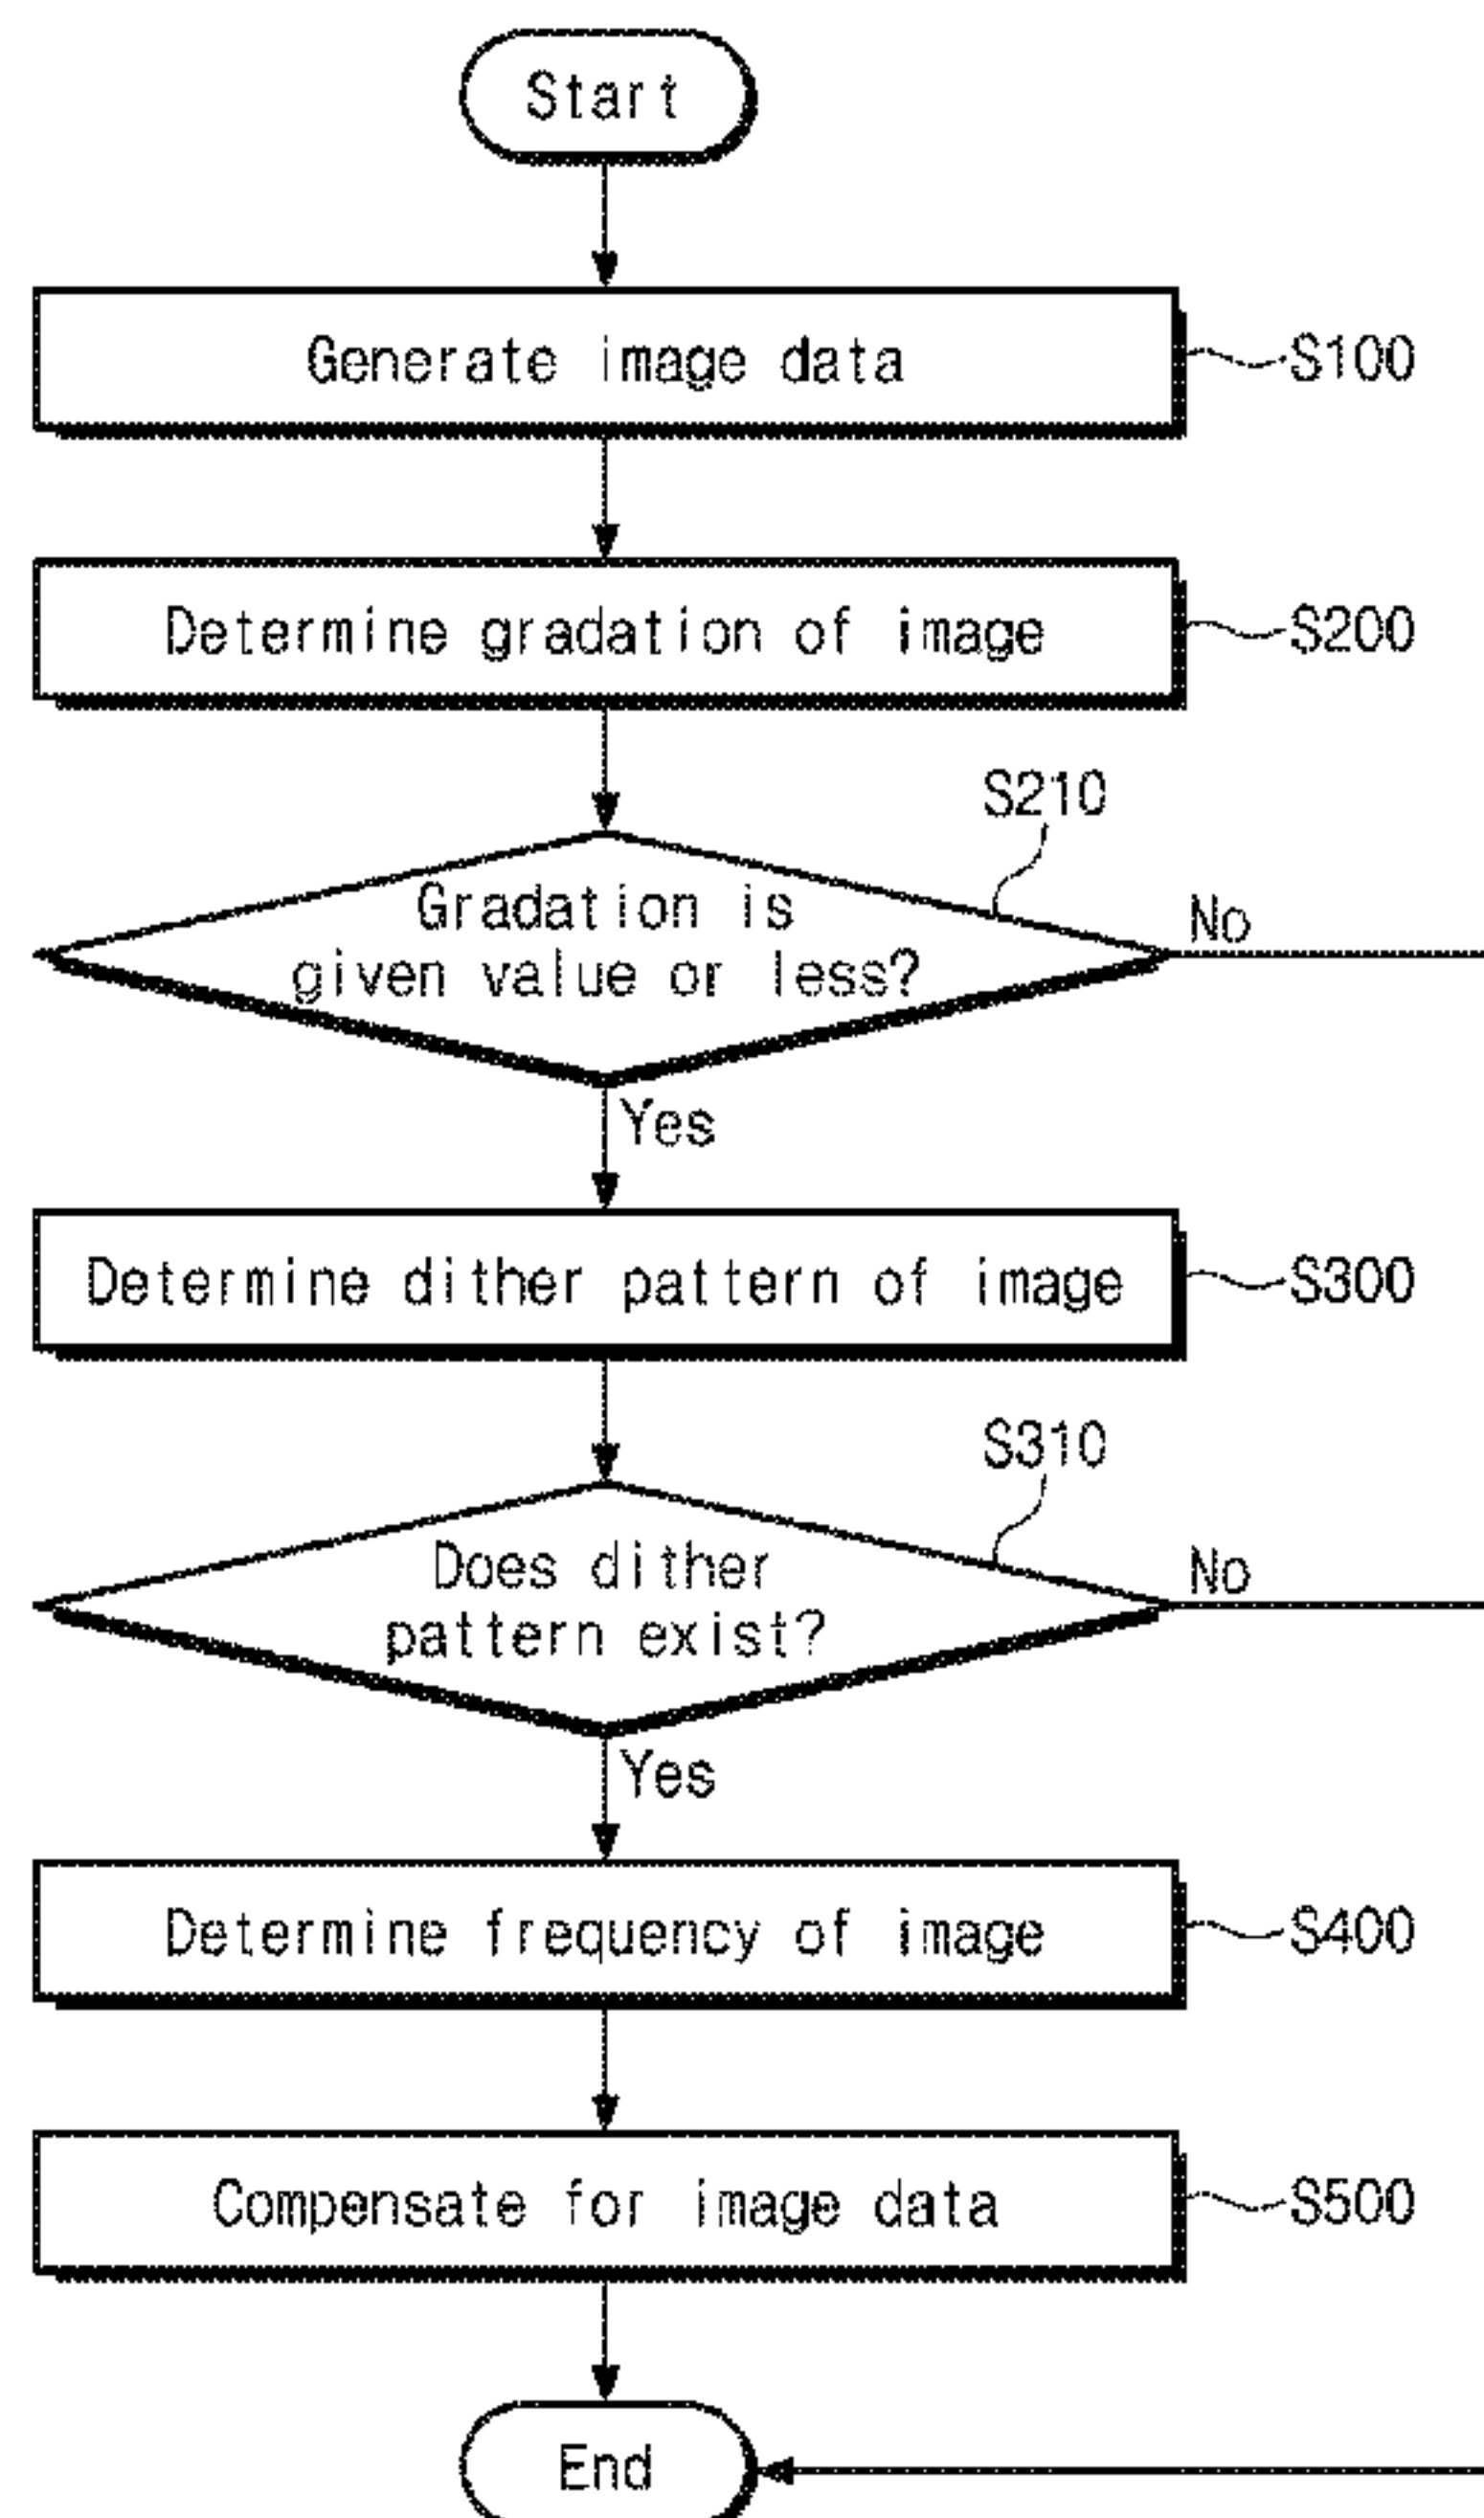 Start
Generate image data
S100
Determine gradation of image
S200
S210
Gradation is
given value or less?
No
Yes
Determine dither pattern of image
S300
S310
Does dither
pattern exist?
No
Yes
Determine frequency of image
S400
Compensate for image data
S500
End